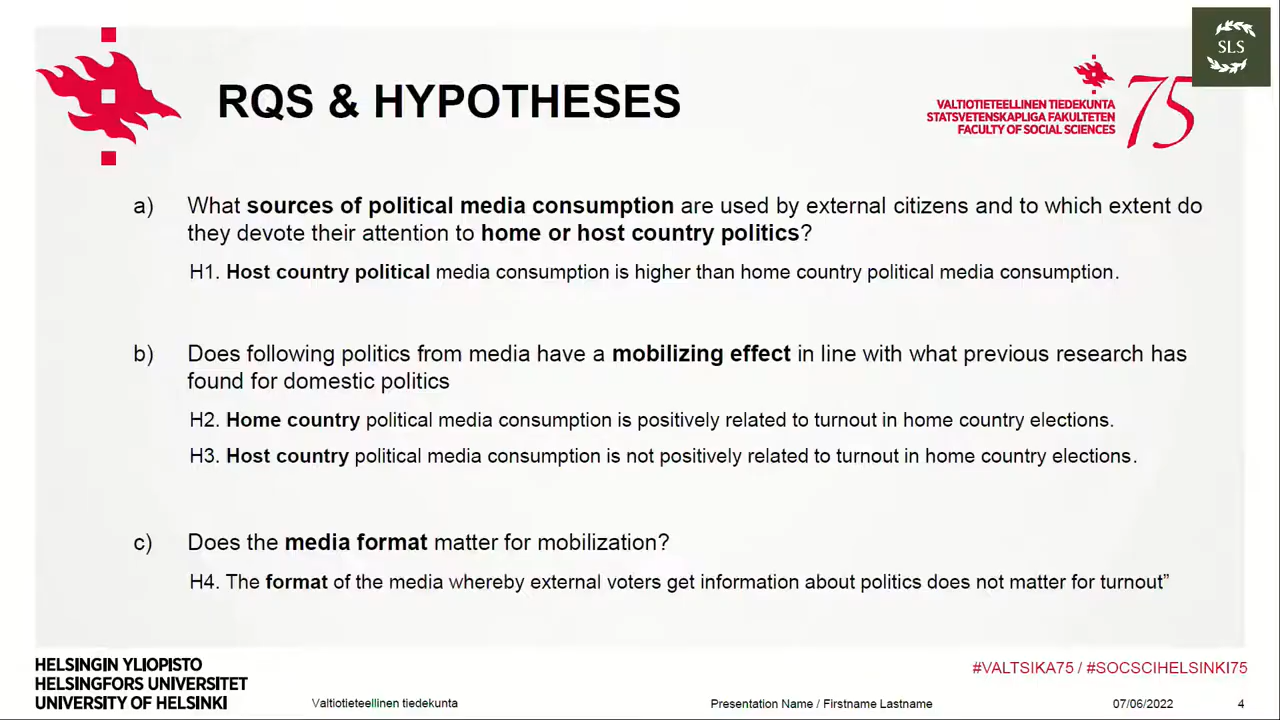 SLS
RQS & HYPOTHESES
75
VALTIOTIETEELLINEN TIEDEKUNTA
STATSVETENSKAPLIGA FAKULTETEN
FACULTY OF SOCIAL SCIENCES
a) What sources of political media consumption are used by external citizens and to which extent do
they devote their attention to home or host country politics?
H1. Host country political media consumption is higher than home country political media consumption.
b) Does following politics from media have a mobilizing effect in line with what previous research has
found for domestic politics
H2. Home country political media consumption is positively related to turnout in home country elections.
H3. Host country political media consumption is not positively related to turnout in home country elections.
c) Does the media format matter for mobilization?
H4. The format of the media whereby external voters get information about politics does not matter for turnout”
HELSINGIN YLIOPISTO
HELSINGFORS UNIVERSITET
UNIVERSITY OF HELSINKI
#VALTSIKA75 / #SOCSCIHELSINKI75
Valtiotieteellinen tiedekunta
Presentation Name / Firstname Lastname
07/06/2022
4